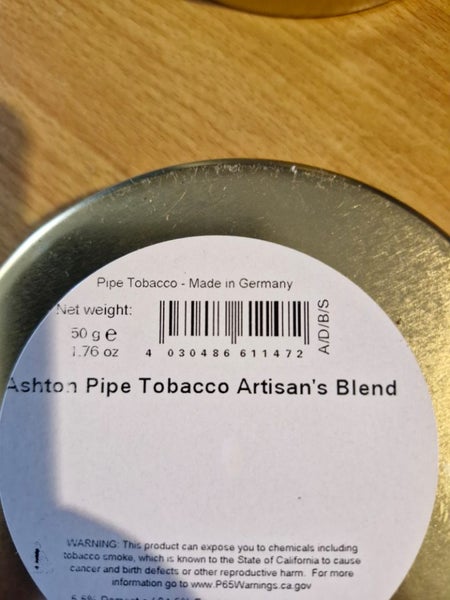 Pipe Tobacco - Made in Germany
Net weight:
50 g e
1.76 oz
4 030486 611472
A/D/B/S
Ashton Pipe Tobacco Artisan's Blend
WARNING: This product can expose you to chemicals including
tobacco smoke, which is known to the State of California to cause
cancer and birth defects or other reproductive harm. For more
information go to www.P65Warnings.ca.gov